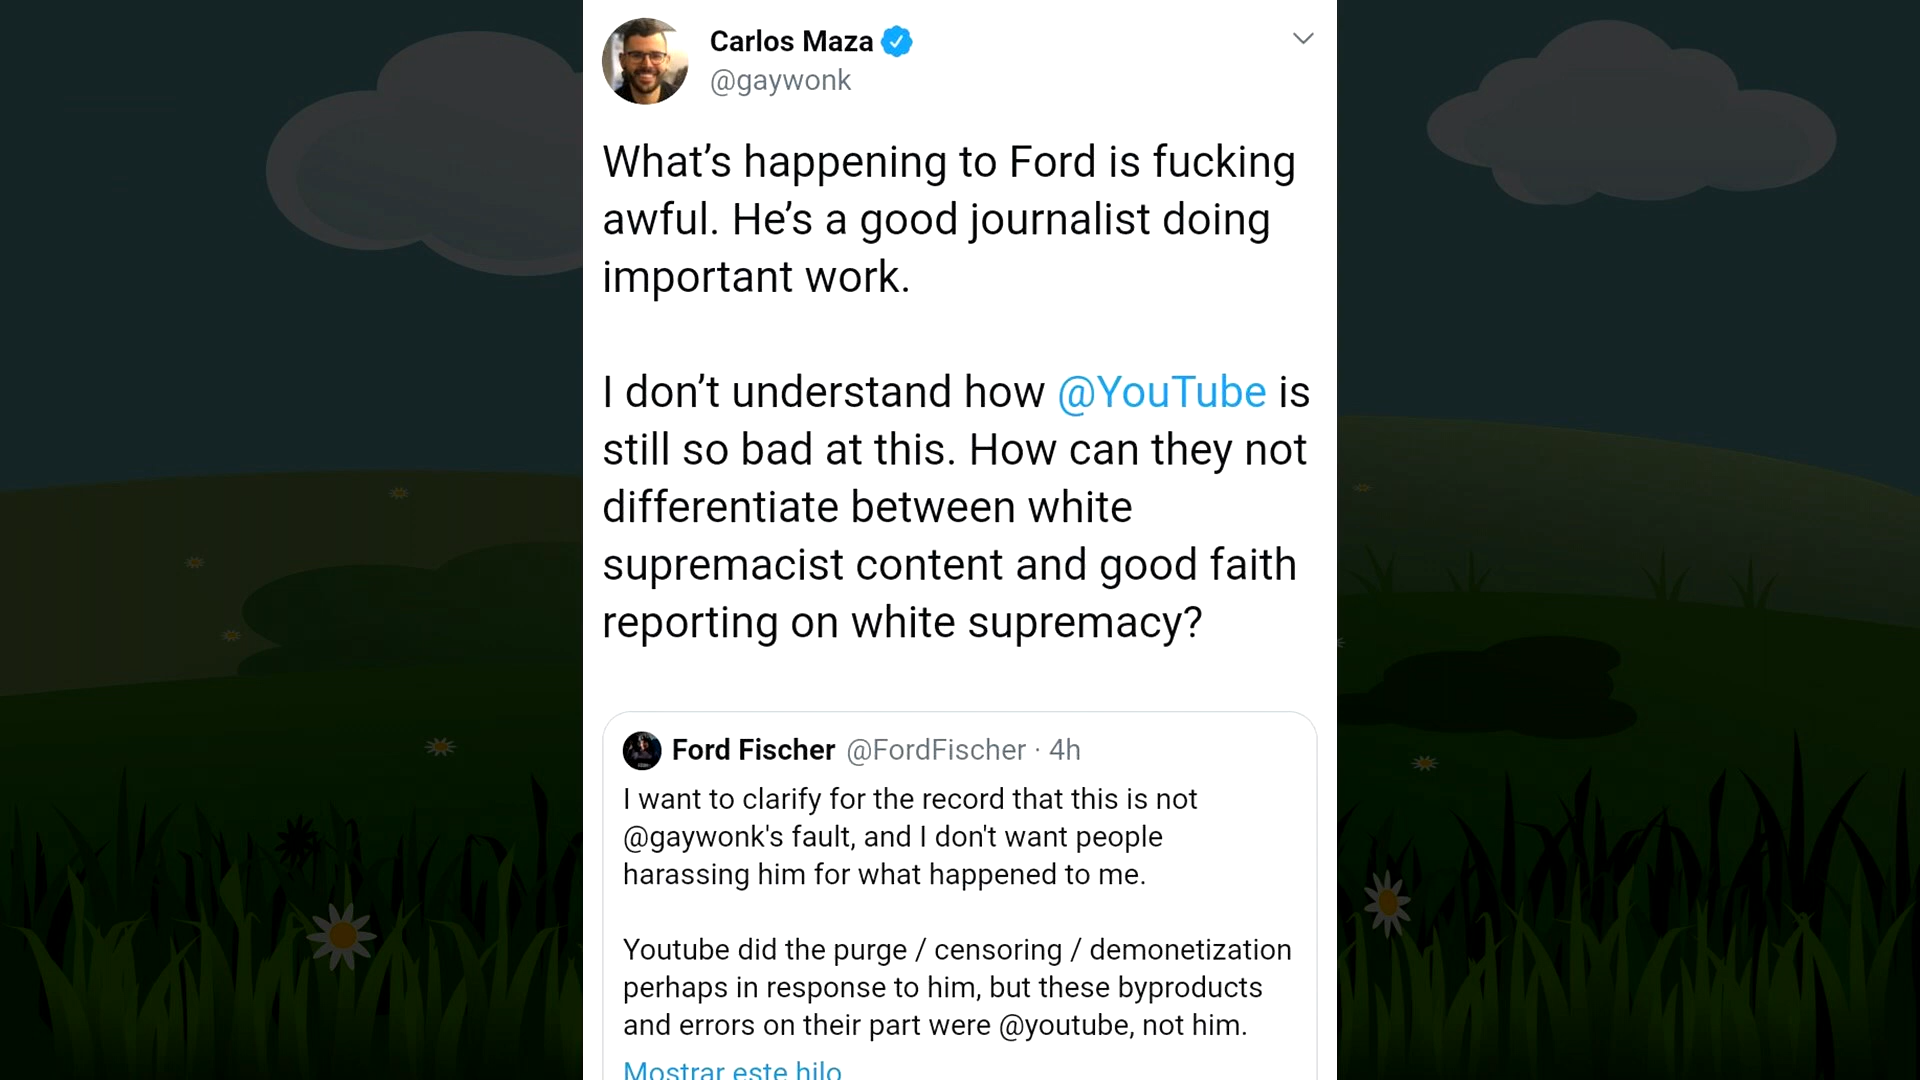 Carlos Maza
@gaywonk
What’s happening to Ford is fucking
awful. He’s a good journalist doing
important work.
I don’t understand how @YouTube is
still so bad at this. How can they not
differentiate between white
supremacist content and good faith
reporting on white supremacy?
Ford Fischer @FordFischer · 4h
I want to clarify for the record that this is not
@gaywonk's fault, and I don't want people
harassing him for what happened to me.
Youtube did the purge / censoring / demonetization
perhaps in response to him, but these byproducts
and errors on their part were @youtube, not him.
Mostrar este hilo